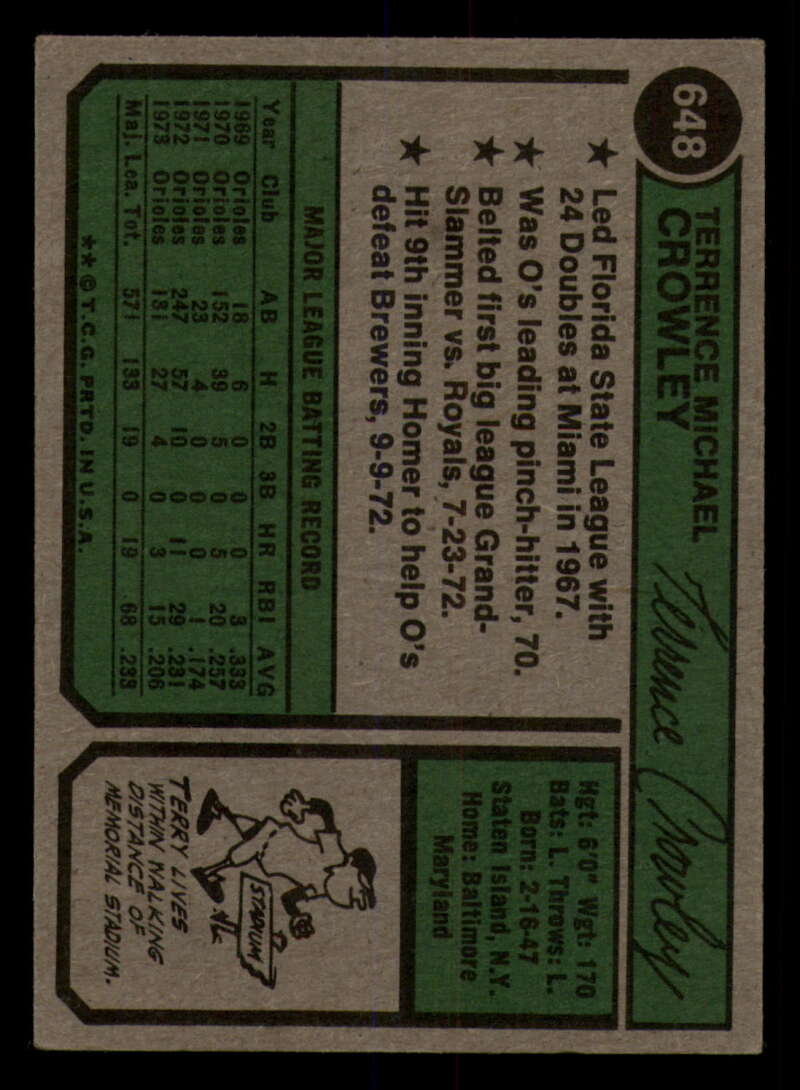 648
TERRENCE MICHAEL
CROWLEY
Terrence Crowley
★ Led Florida State League with
24 Doubles at Miami in 1967.
★ Was O's leading pinch-hitter, 70.
★ Belted first big league Grand-
Slammer vs. Royals, 7-23-72.
★ Hit 9th inning Homer to help O's
defeat Brewers, 9-9-72.
MAJOR LEAGUE BATTING RECORD
Year Club AB H 2B 3B HR RBI AVG
1969 Orioles 18 6 0 0 0 3 .333
1970 Orioles 152 39 5 0 5 20 .257
1971 Orioles 23 4 0 0 0 1 .174
1972 Orioles 247 57 10 0 11 29 .231
1973 Orioles 131 27 4 0 3 15 .206
Maj. Lea. Tot. 571 133 19 0 19 68 .233
**© T.C.G. PRTD. IN U.S.A.
Hgt: 6'0" Wgt: 170
Bats: L. Throws: L.
Born: 2-16-47
Staten Island, N.Y.
Home: Baltimore
Maryland
STADIUM
TERRY LIVES
WITHIN WALKING
DISTANCE OF
MEMORIAL STADIUM.